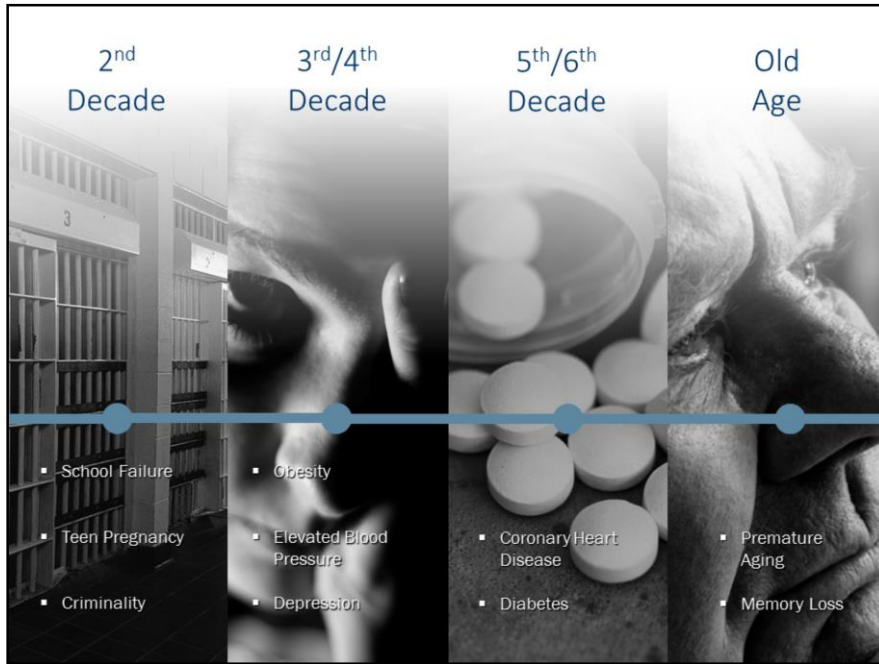 2nd
Decade
3rd/4th
Decade
5th/6th
Decade
Old
Age
3
▪ School Failure
▪ Teen Pregnancy
▪ Criminality
▪ Obesity
▪ Elevated Blood
Pressure
▪ Depression
▪ Coronary Heart
Disease
▪ Diabetes
▪ Premature
Aging
▪ Memory Loss